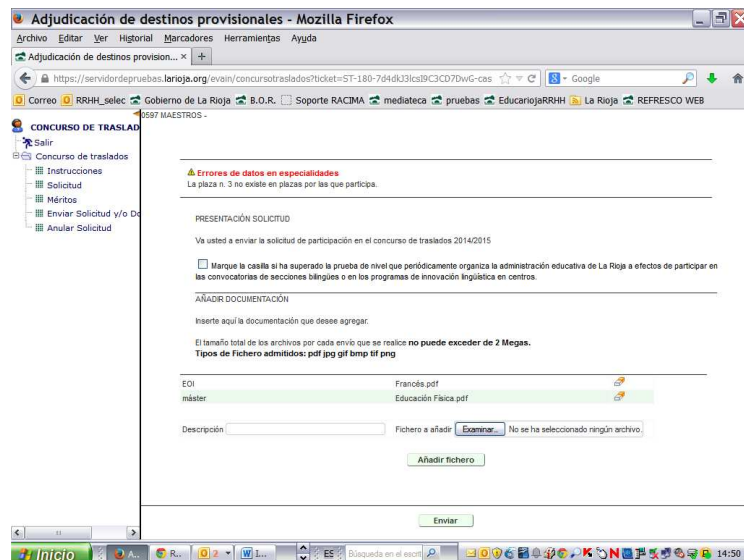 Adjudicación de destinos provisionales - Mozilla Firefox
Archivo Editar Ver Historial Marcadores Herramientas Ayuda
Adjudicación de destinos provision... × +
https://servidordepruebas.larioja.org/evain/concursotraslados?ticket=ST-180-7d4dkJ3lcsI9C3CD7DwG-cas Google
Correo RRHH_selec Gobierno de La Rioja B.O.R. Soporte RACIMA mediateca pruebas EducariojaRRHH La Rioja REFRESCO WEB
0597 MAESTROS -
CONCURSO DE TRASLAD
Salir
Concurso de traslados
Instrucciones
Solicitud
Méritos
Enviar Solicitud y/o Do
Anular Solicitud
Errores de datos en especialidades
La plaza n. 3 no existe en plazas por las que participa.
PRESENTACIÓN SOLICITUD
Va usted a enviar la solicitud de participación en el concurso de traslados 2014/2015
Marque la casilla si ha superado la prueba de nivel que periódicamente organiza la administración educativa de La Rioja a efectos de participar en
las convocatorias de secciones bilingües o en los programas de innovación lingüística en centros.
AÑADIR DOCUMENTACIÓN
Inserte aquí la documentación que desee agregar.
El tamaño total de los archivos por cada envío que se realice no puede exceder de 2 Megas.
Tipos de Fichero admitidos: pdf jpg gif bmp tif png
EOI Francés.pdf
máster Educación Física.pdf
Descripción Fichero a añadir Examinar... No se ha seleccionado ningún archivo.
Añadir fichero
Enviar
Inicio A.. R.. 2 I... ES Búsqueda en el escrit 14:50